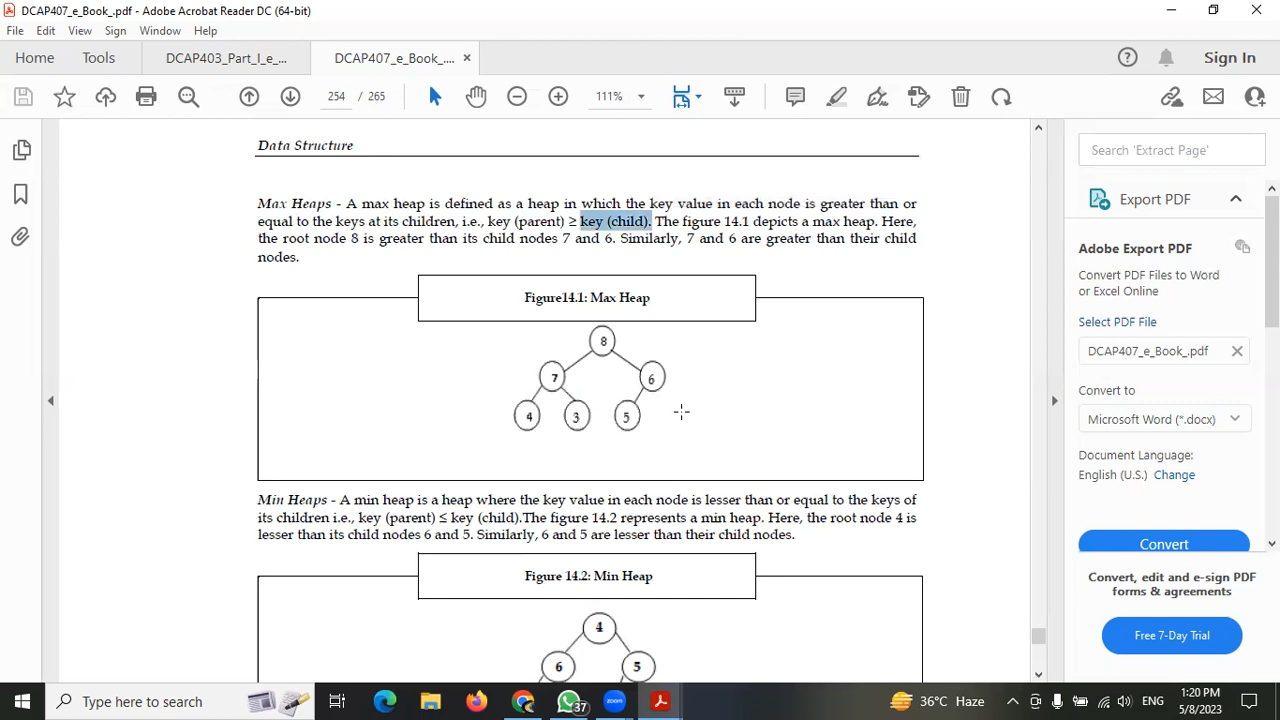 DCAP407_e_Book_.pdf - Adobe Acrobat Reader DC (64-bit)
File Edit View Sign Window Help
Home Tools DCAP403_Part_I_e_... DCAP407_e_Book_.... × Sign In
254 / 265 111%
Data Structure
Search 'Extract Page'
Export PDF
Adobe Export PDF
Convert PDF Files to Word
or Excel Online
Select PDF File
DCAP407_e_Book_.pdf
Convert to
Microsoft Word (*.docx)
Document Language:
English (U.S.) Change
Convert
Convert, edit and e-sign PDF
forms & agreements
Free 7-Day Trial
Max Heaps - A max heap is defined as a heap in which the key value in each node is greater than or
equal to the keys at its children, i.e., key (parent) ≥ key (child). The figure 14.1 depicts a max heap. Here,
the root node 8 is greater than its child nodes 7 and 6. Similarly, 7 and 6 are greater than their child
nodes.
Figure14.1: Max Heap
8
7 6
4 3 5
Min Heaps - A min heap is a heap where the key value in each node is lesser than or equal to the keys of
its children i.e., key (parent) ≤ key (child).The figure 14.2 represents a min heap. Here, the root node 4 is
lesser than its child nodes 6 and 5. Similarly, 6 and 5 are lesser than their child nodes.
Figure 14.2: Min Heap
4
6 5
Type here to search
37
zoom
36°C Haze
ENG
1:20 PM
5/8/2023